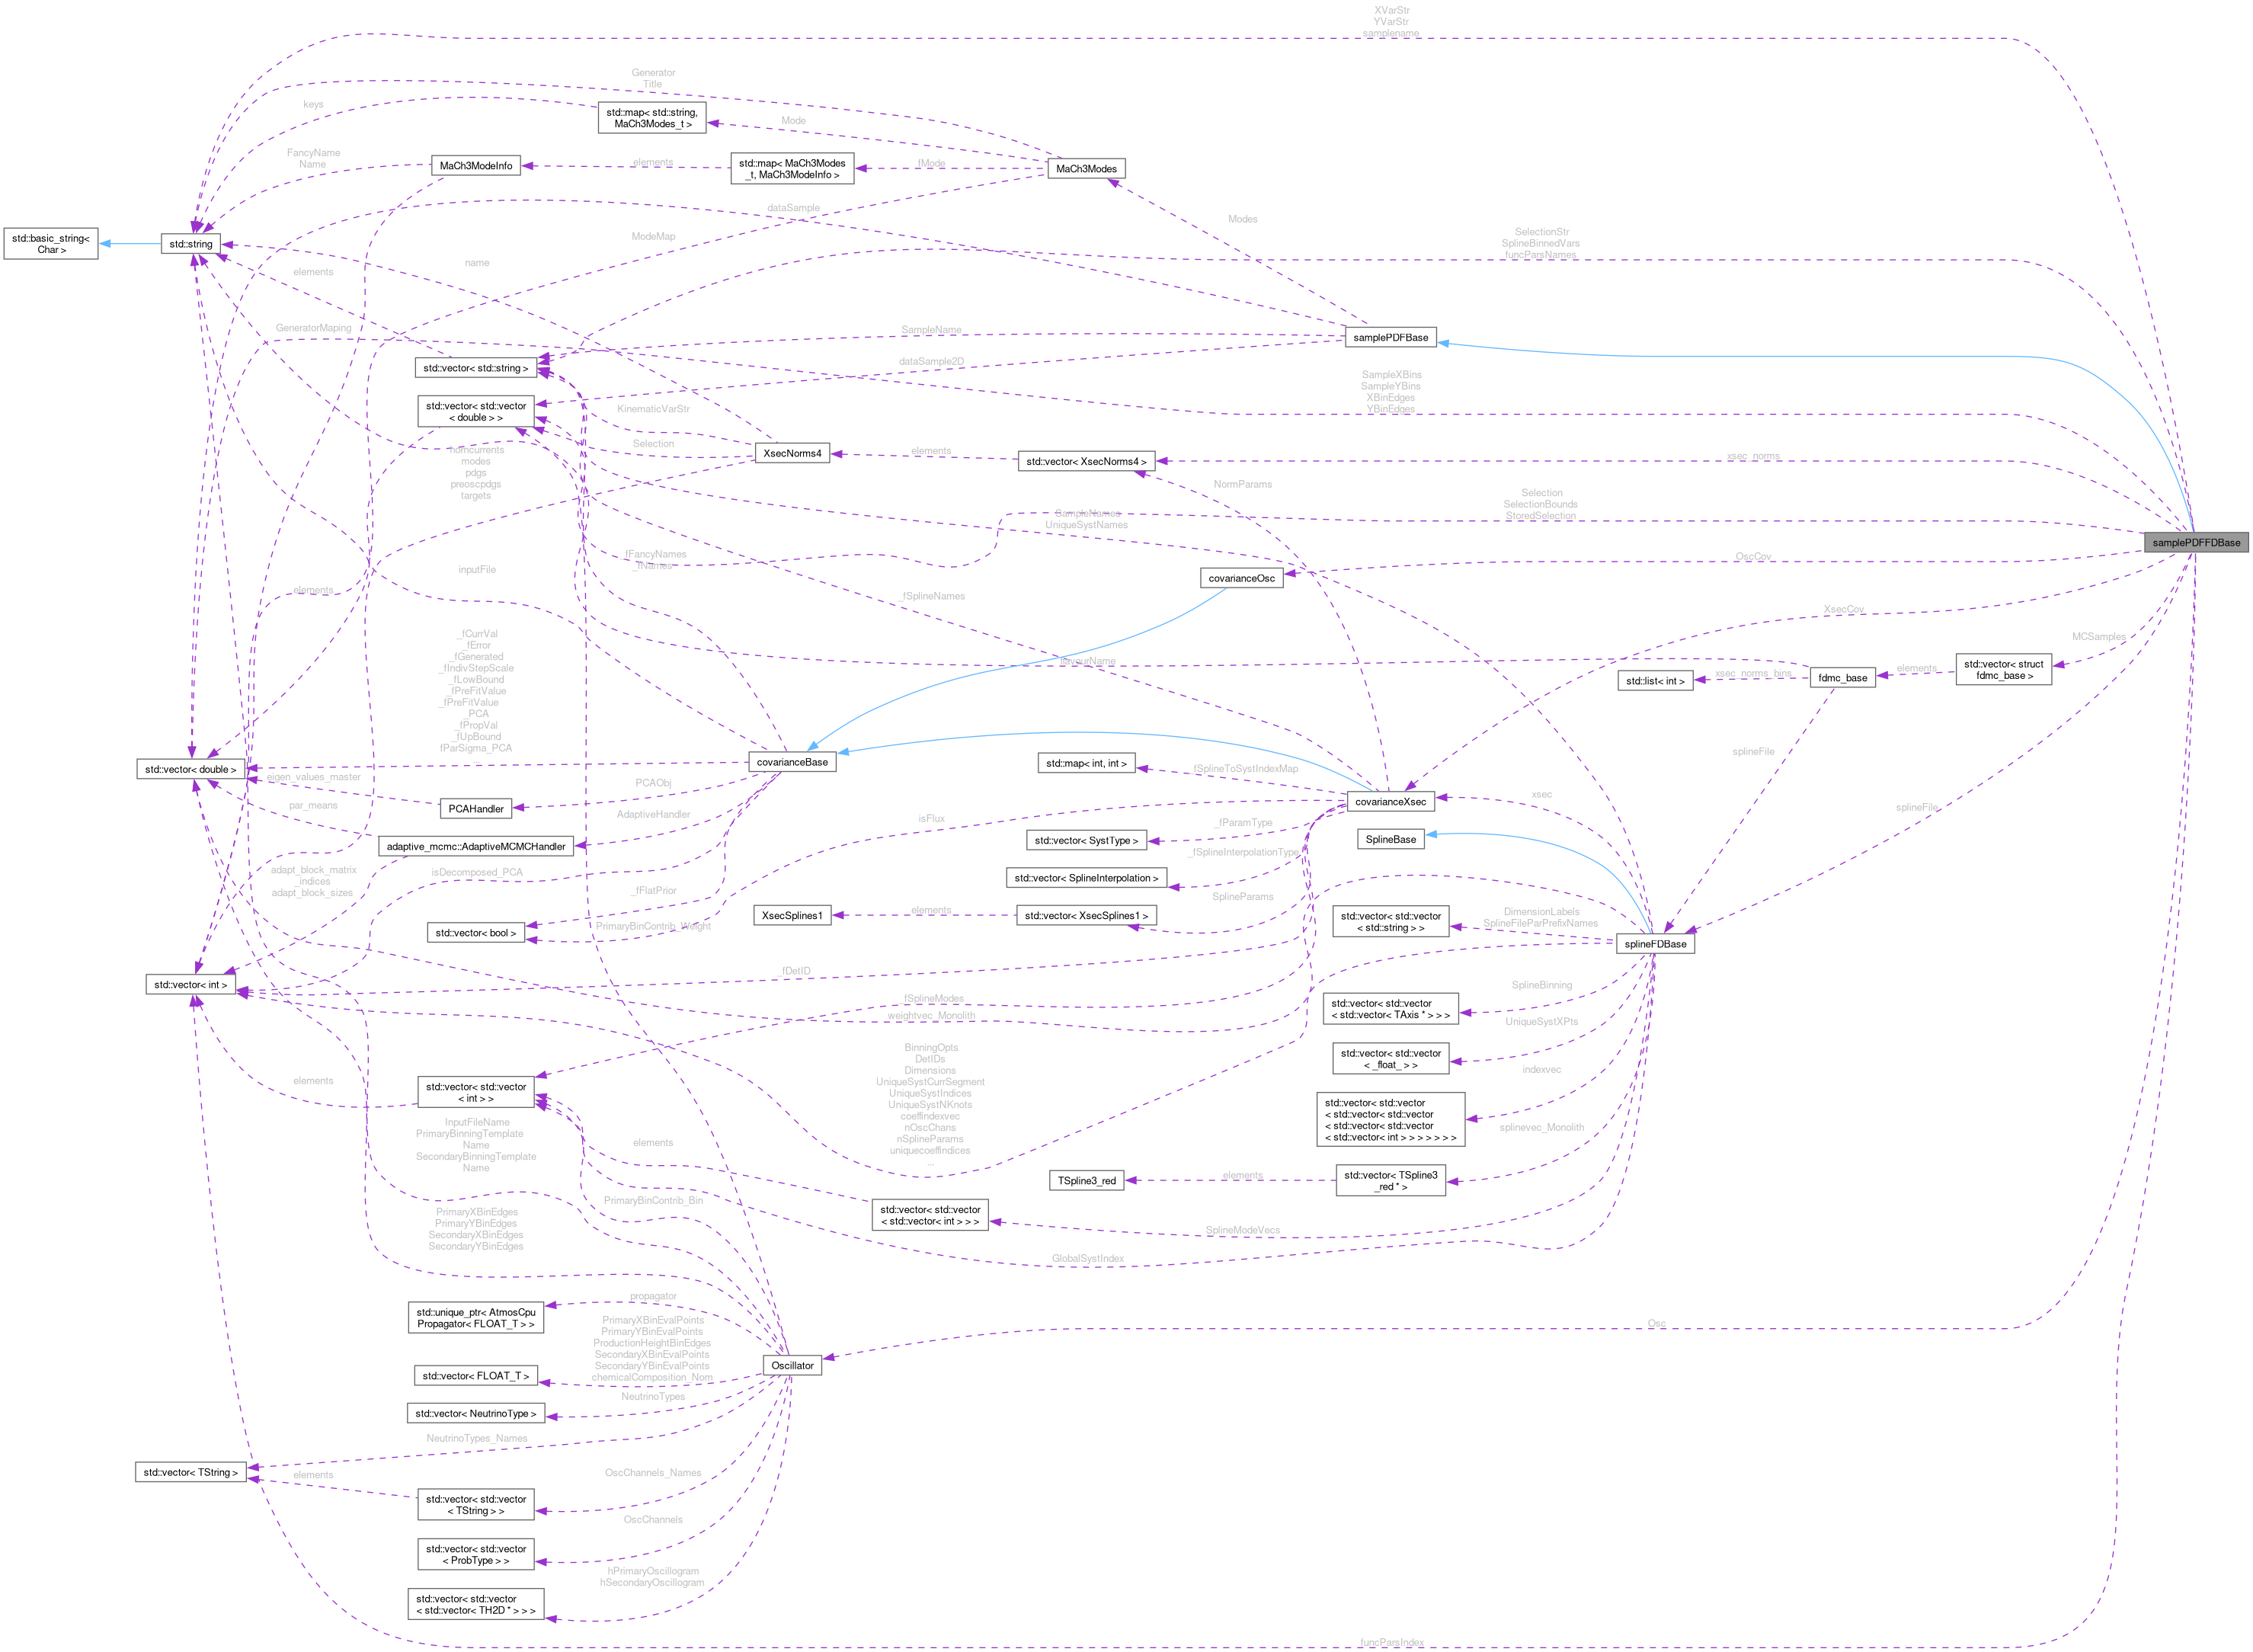 XVarStr
YVarStr
samplename
Generator
Title
keys
std::map< std::string,
MaCh3Modes_t >
Mode
FancyName
Name
MaCh3ModeInfo
elements
std::map< MaCh3Modes
_t, MaCh3ModeInfo >
fMode
MaCh3Modes
dataSample
Modes
std::basic_string<
Char >
std::string
ModeMap
name
SelectionStr
SplineBinnedVars
funcParsNames
elements
GeneratorMaping
SampleName
samplePDFBase
std::vector< std::string >
dataSample2D
std::vector< std::vector
< double > >
KinematicVarStr
SampleXBins
SampleYBins
XBinEdges
YBinEdges
Selection
XsecNorms4
elements
std::vector< XsecNorms4 >
xsec_norms
nomcurrents
modes
pdgs
preoscpdgs
targets
NormParams
SampleNames
UniqueSystNames
Selection
SelectionBounds
StoredSelection
samplePDFFDBase
_fFancyNames
_fNames
OscCov
inputFile
covarianceOsc
elements
_fSplineNames
XsecCov
MCSamples
_fCurrVal
_fError
_fGenerated
_fIndivStepScale
_fLowBound
_fPreFitValue
_fPreFitValue
_PCA
_fPropVal
_fUpBound
fParSigma_PCA
flavourName
std::list< int >
xsec_norms_bins
fdmc_base
elements
std::vector< struct
fdmc_base >
splineFile
std::vector< double >
covarianceBase
std::map< int, int >
fSplineToSystIndexMap
eigen_values_master
PCAHandler
PCAObj
par_means
AdaptiveHandler
isFlux
covarianceXsec
xsec
splineFile
_fParamType
std::vector< SystType >
SplineBase
adaptive_mcmc::AdaptiveMCMCHandler
_fSplineInterpolationType
std::vector< SplineInterpolation >
adapt_block_matrix
_indices
adapt_block_sizes
isDecomposed_PCA
_fFlatPrior
SplineParams
XsecSplines1
elements
std::vector< XsecSplines1 >
std::vector< std::vector
< std::string > >
DimensionLabels
SplineFileParPrefixNames
std::vector< bool >
PrimaryBinContrib_Weight
splineFDBase
std::vector< int >
_fDetID
_fSplineModes
weightvec_Monolith
SplineBinning
std::vector< std::vector
< std::vector< TAxis * > > >
UniqueSystXPts
std::vector< std::vector
< _float_ > >
BinningOpts
DetIDs
Dimensions
UniqueSystCurrSegment
UniqueSystIndices
UniqueSystNKnots
coeffindexvec
nOscChans
nSplineParams
uniquecoeffindices
...
elements
std::vector< std::vector
< int > >
indexvec
std::vector< std::vector
< std::vector< std::vector
< std::vector< std::vector
< std::vector< int > > > > > > >
InputFileName
PrimaryBinningTemplate
Name
SecondaryBinningTemplate
Name
elements
splinevec_Monolith
TSpline3_red
elements
std::vector< TSpline3
_red * >
PrimaryBinContrib_Bin
std::vector< std::vector
< std::vector< int > > >
SplineModeVecs
PrimaryXBinEdges
PrimaryYBinEdges
SecondaryXBinEdges
SecondaryYBinEdges
GlobalSystIndex
propagator
std::unique_ptr< AtmosCpu
Propagator< FLOAT_T > >
PrimaryXBinEvalPoints
PrimaryYBinEvalPoints
ProductionHeightBinEdges
SecondaryXBinEvalPoints
SecondaryYBinEvalPoints
chemicalComposition_Nom
Osc
Oscillator
std::vector< FLOAT_T >
NeutrinoTypes
std::vector< NeutrinoType >
NeutrinoTypes_Names
std::vector< TString >
elements
OscChannels_Names
std::vector< std::vector
< TString > >
OscChannels
std::vector< std::vector
< ProbType > >
hPrimaryOscillogram
hSecondaryOscillogram
std::vector< std::vector
< std::vector< TH2D * > > >
funcParsIndex